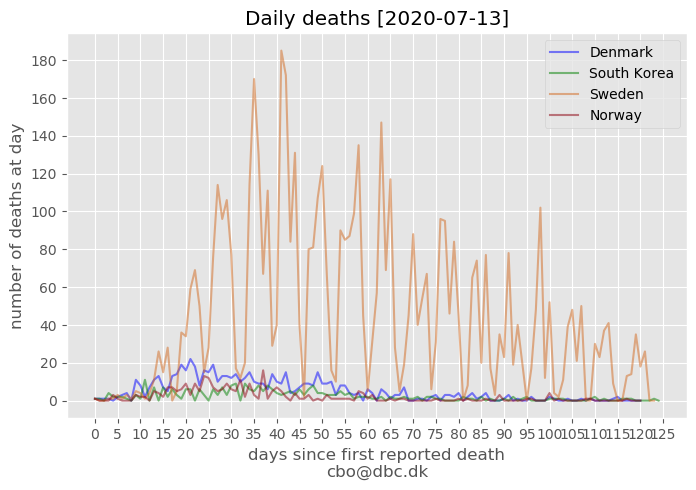 Daily deaths [2020-07-13]
Denmark
South Korea
Sweden
Norway
number of deaths at day
180
160
140
120
100
80
60
40
20
0
0 5 10 15 20 25 30 35 40 45 50 55 60 65 70 75 80 85 90 95 100 105 110 115 120 125
days since first reported death
cbo@dbc.dk